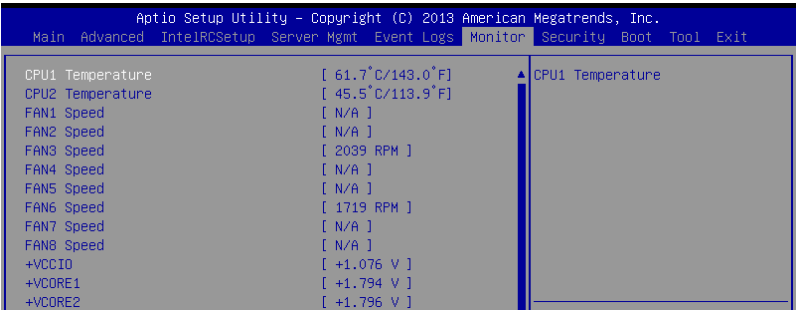 Aptio Setup Utility – Copyright (C) 2013 American Megatrends, Inc.
Main Advanced IntelRCSetup Server Mgmt Event Logs Monitor Security Boot Tool Exit
CPU1 Temperature [ 61.7°C/143.0°F] CPU1 Temperature
CPU2 Temperature [ 45.5°C/113.9°F]
FAN1 Speed [ N/A ]
FAN2 Speed [ N/A ]
FAN3 Speed [ 2039 RPM ]
FAN4 Speed [ N/A ]
FAN5 Speed [ N/A ]
FAN6 Speed [ 1719 RPM ]
FAN7 Speed [ N/A ]
FAN8 Speed [ N/A ]
+VCCIO [ +1.076 V ]
+VCORE1 [ +1.794 V ]
+VCORE2 [ +1.796 V ]